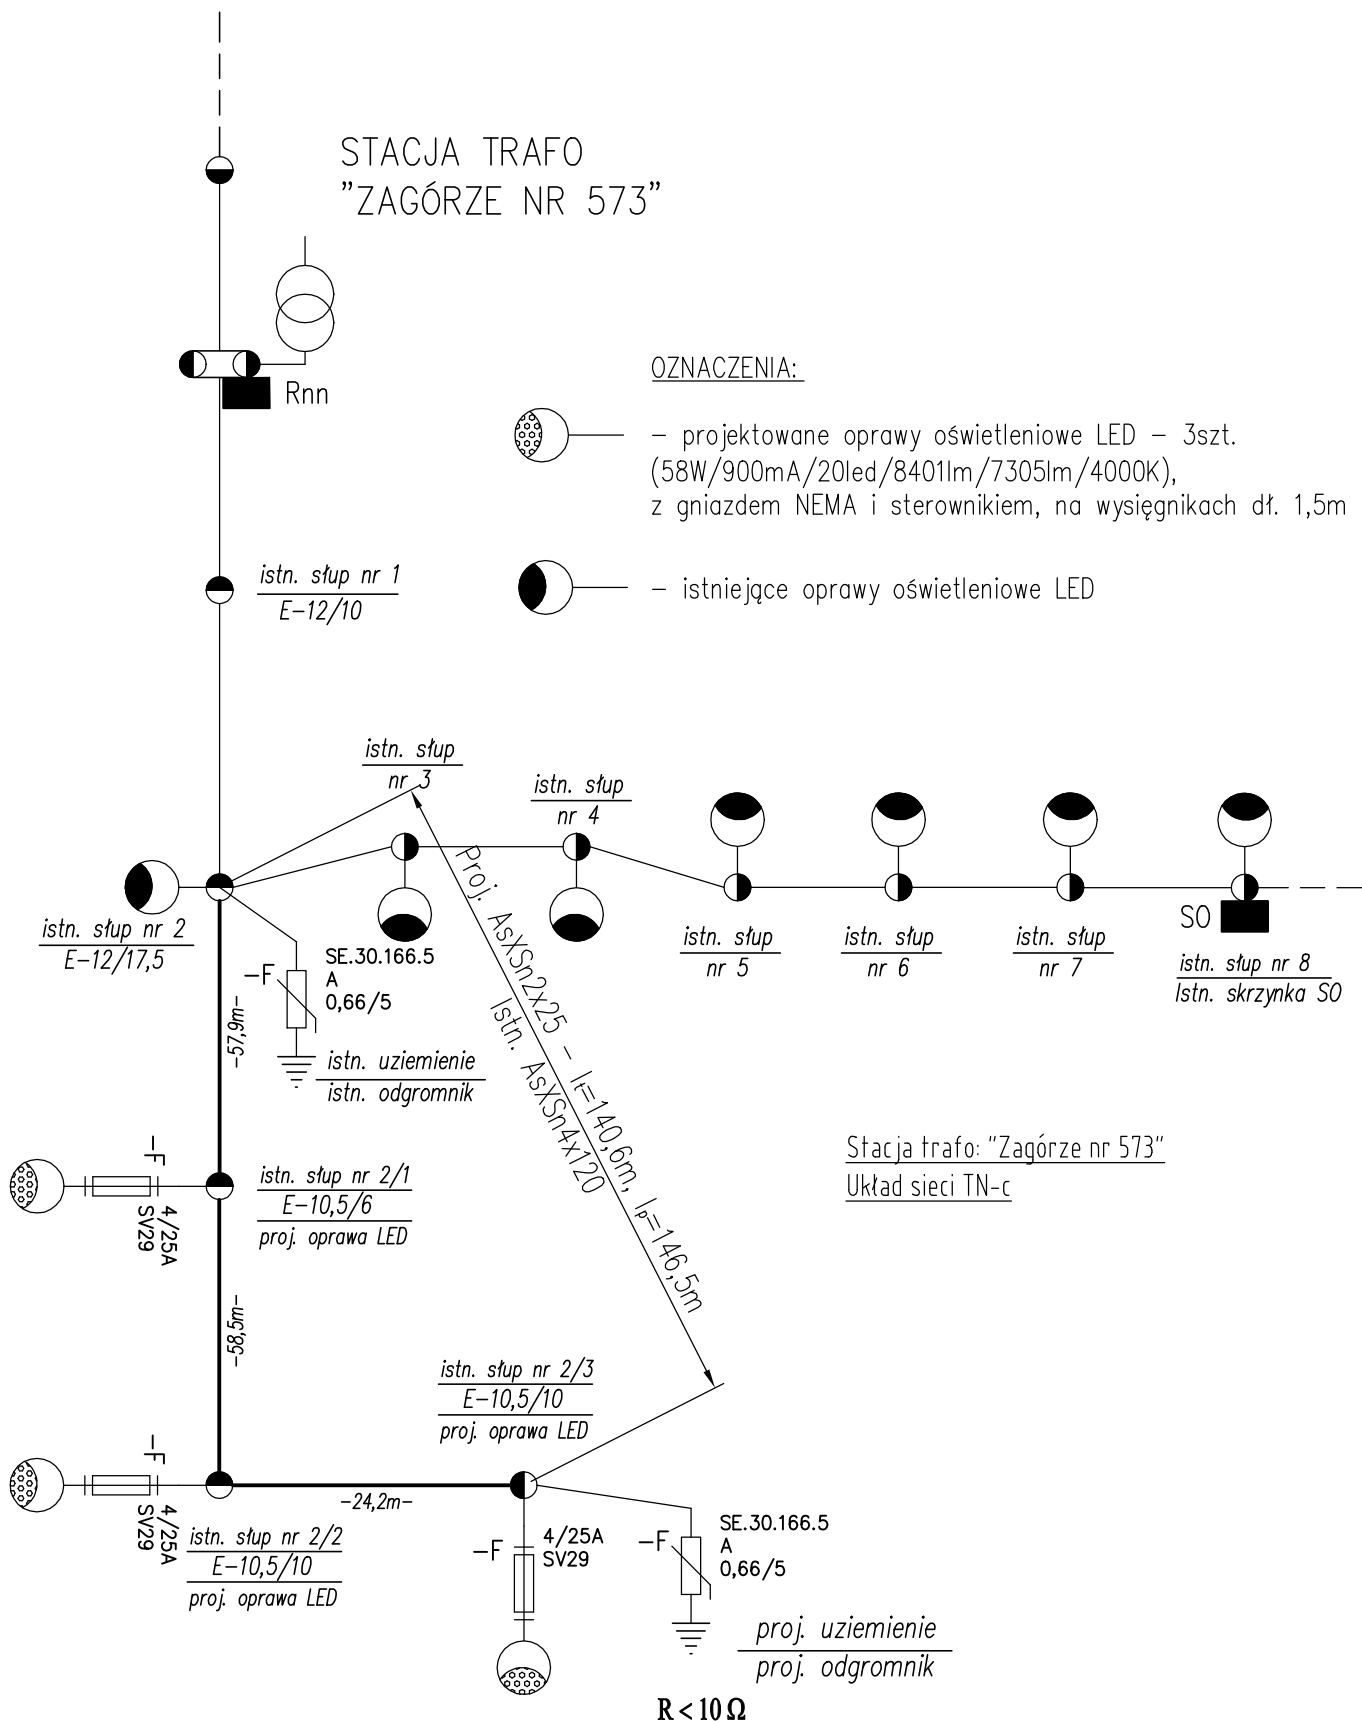 STACJA TRAFO
"ZAGÓRZE NR 573"
Rnn
OZNACZENIA:
– projektowane oprawy oświetleniowe LED – 3szt.
(58W/900mA/20led/8401lm/7305lm/4000K),
z gniazdem NEMA i sterownikiem, na wysięgnikach dł. 1,5m
– istniejące oprawy oświetleniowe LED
istn. słup nr 1
E–12/10
istn. słup
nr 3
istn. słup
nr 4
istn. słup nr 2
E–12/17,5
istn. słup
nr 5
istn. słup
nr 6
istn. słup
nr 7
SO
istn. słup nr 8
Istn. skrzynka SO
–F
SE.30.166.5
A
0,66/5
istn. uziemienie
istn. odgromnik
–57,9m–
Proj. AsXSn2x25 – lt=140,6m, lp=146,5m
Istn. AsXSn4x120
Stacja trafo: "Zagórze nr 573"
Układ sieci TN-c
–F
4/25A
SV29
istn. słup nr 2/1
E–10,5/6
proj. oprawa LED
–58,5m–
istn. słup nr 2/3
E–10,5/10
proj. oprawa LED
–F
4/25A
SV29
–24,2m–
istn. słup nr 2/2
E–10,5/10
proj. oprawa LED
–F
4/25A
SV29
–F
SE.30.166.5
A
0,66/5
proj. uziemienie
proj. odgromnik
R < 10 Ω